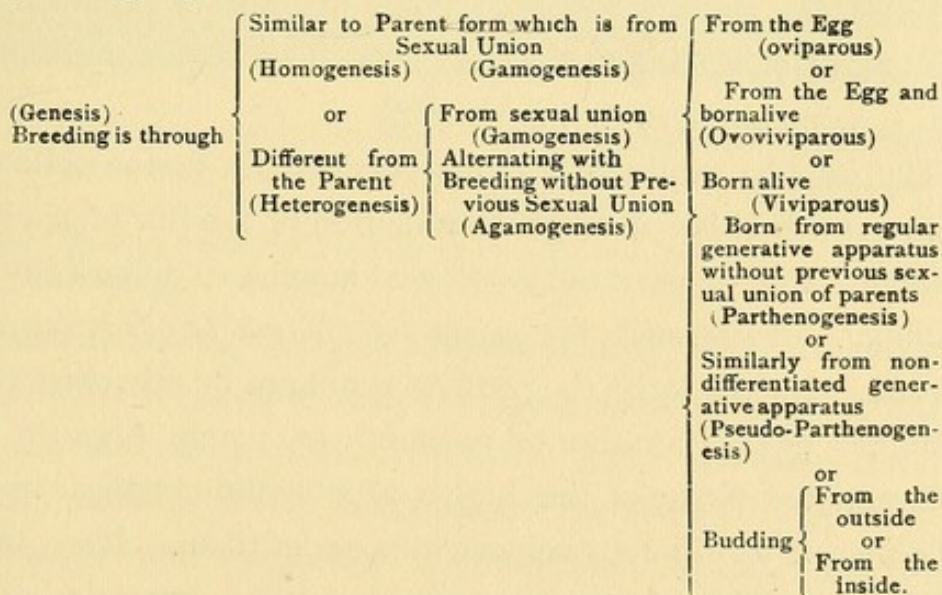 (Genesis)
Breeding is through
Similar to Parent form which is from
Sexual Union
(Homogenesis) (Gamogenesis)
or
Different from
the Parent
(Heterogenesis)
From sexual union
(Gamogenesis)
Alternating with
Breeding without Pre-
vious Sexual Union
(Agamogenesis)
From the Egg
(oviparous)
or
From the Egg and
bornalive
(Ovoviviparous)
or
Born alive
(Viviparous)
Born from regular
generative apparatus
without previous sex-
ual union of parents
(Parthenogenesis)
or
Similarly from non-
differentiated gener-
ative apparatus
(Pseudo-Parthenogen-
esis)
or
Budding
From the
outside
or
From the
inside.